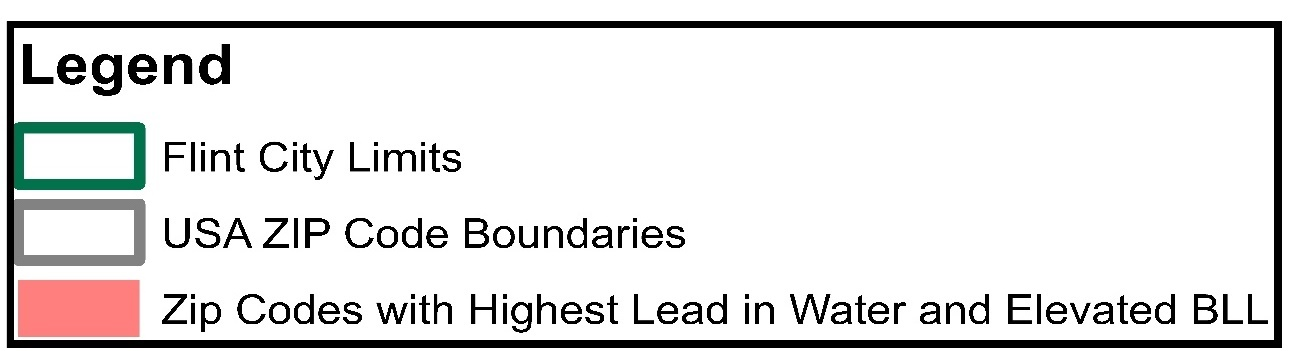 Legend
Flint City Limits
USA ZIP Code Boundaries
Zip Codes with Highest Lead in Water and Elevated BLL